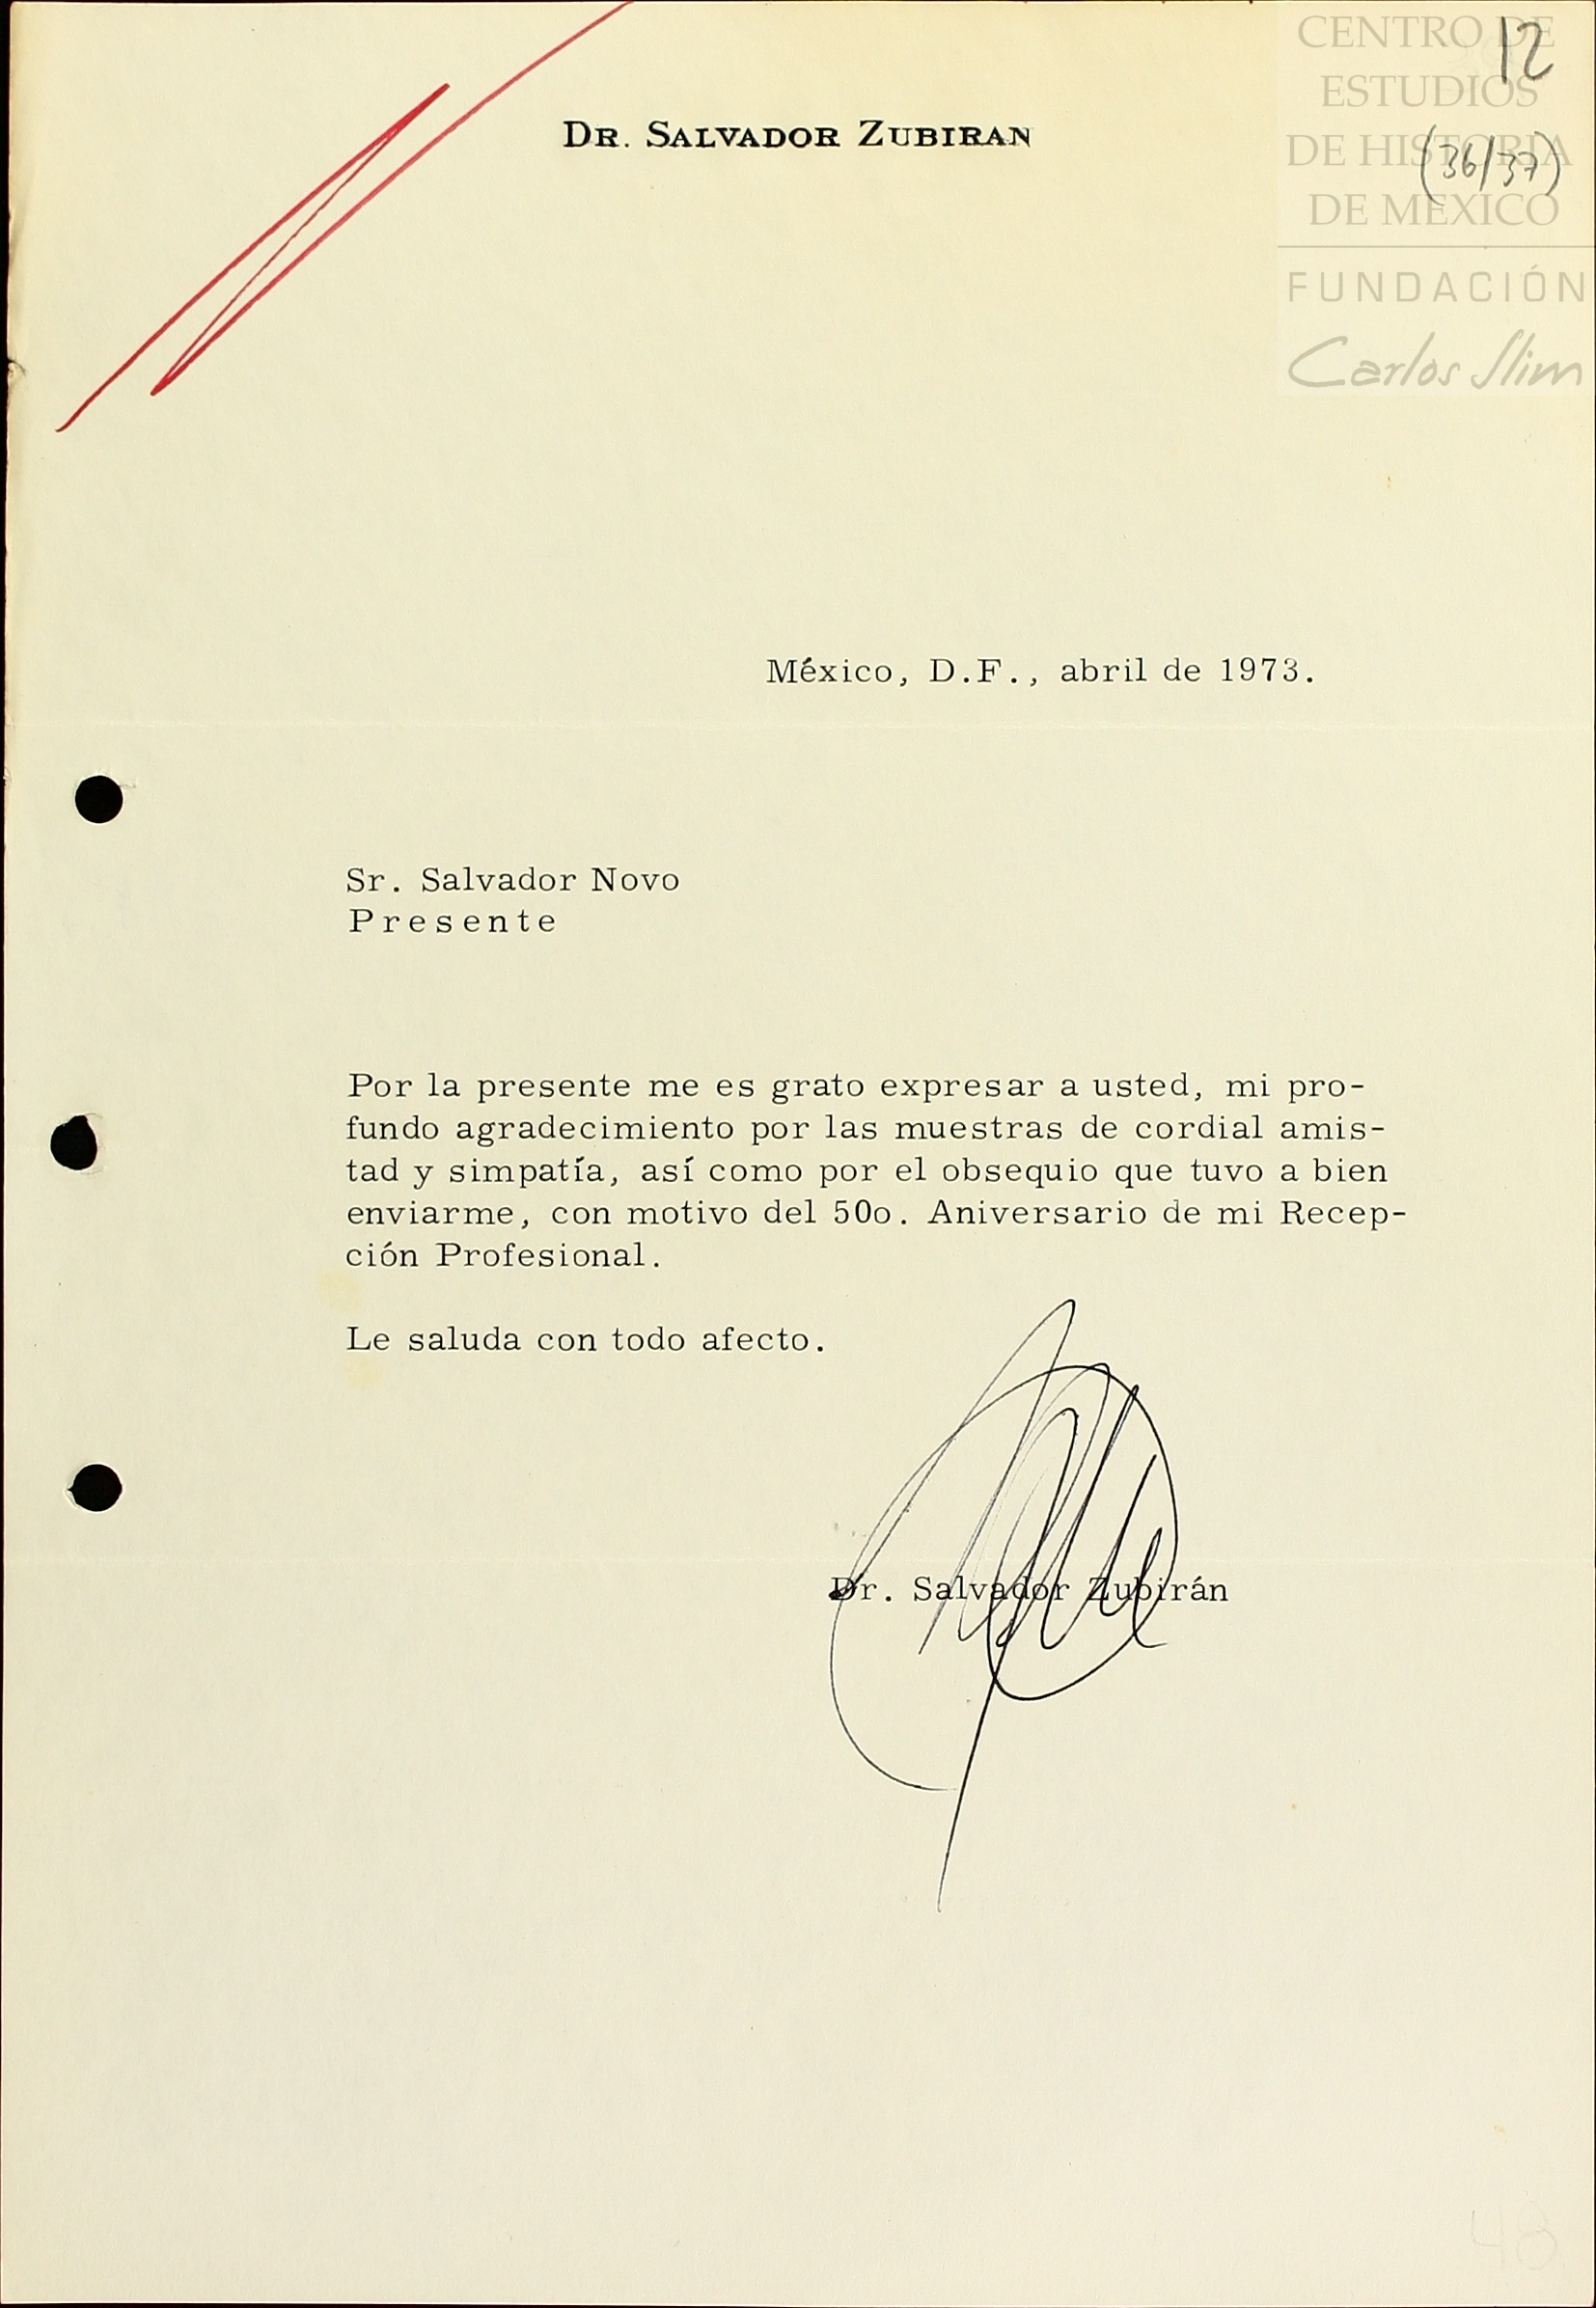 CENTRO DE
ESTUDIOS
DE HISTORIA
DE MEXICO
FUNDACIÓN
Carlos Slim
12
(36/37)
DR. SALVADOR ZUBIRAN
México, D.F., abril de 1973.
Sr. Salvador Novo
Presente
Por la presente me es grato expresar a usted, mi pro-
fundo agradecimiento por las muestras de cordial amis-
tad y simpatía, así como por el obsequio que tuvo a bien
enviarme, con motivo del 50o. Aniversario de mi Recep-
ción Profesional.
Le saluda con todo afecto.
Dr. Salvador Zubirán
48